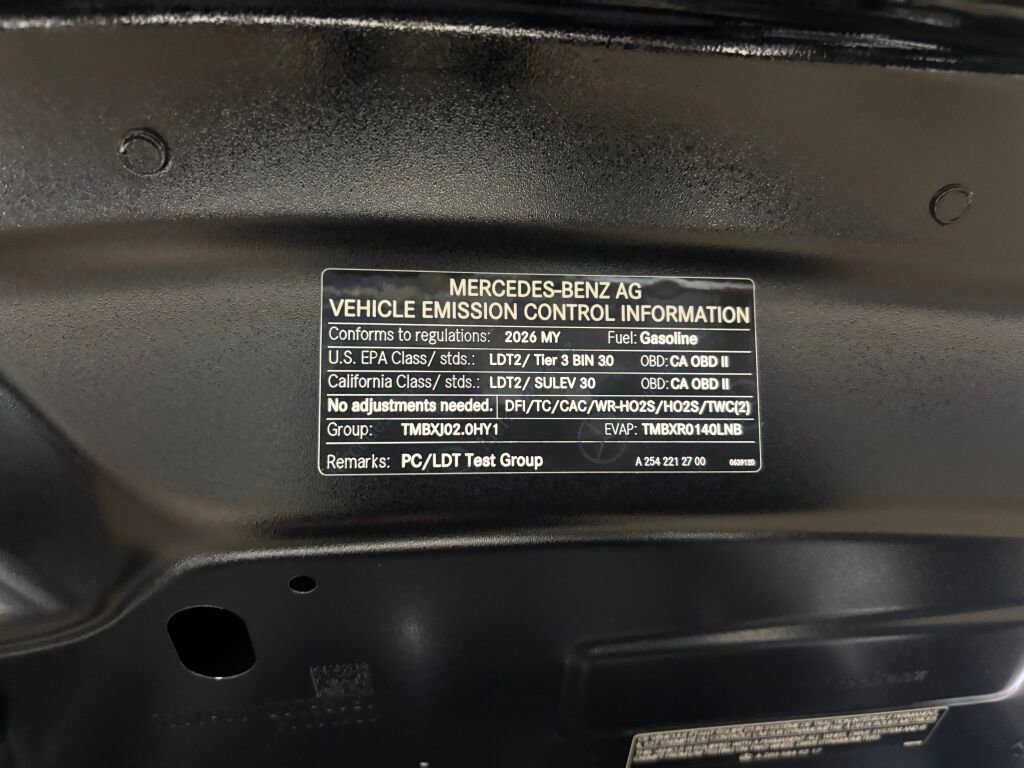 MERCEDES-BENZ AG
VEHICLE EMISSION CONTROL INFORMATION
Conforms to regulations: 2026 MY Fuel: Gasoline
U.S. EPA Class/ stds.: LDT2/ Tier 3 BIN 30 OBD: CA OBD II
California Class/ stds.: LDT2/ SULEV 30 OBD: CA OBD II
No adjustments needed. DFI/TC/CAC/WR-HO2S/HO2S/TWC(2)
Group: TMBXJ02.0HY1 EVAP: TMBXR0140LNB
Remarks: PC/LDT Test Group A 254 221 27 00 0639120